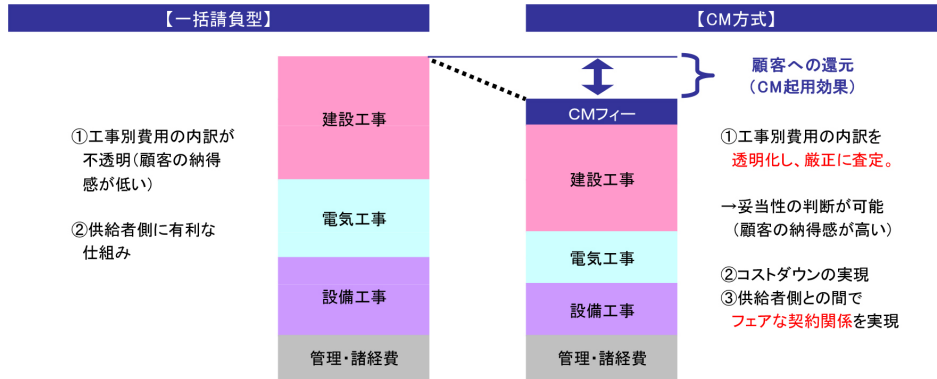 【一括請負型】
【CM方式】
①工事別費用の内訳が
不透明(顧客の納得
感が低い)
②供給者側に有利な
仕組み
建設工事
電気工事
設備工事
管理・諸経費
CMフィー
建設工事
電気工事
設備工事
管理・諸経費
顧客への還元
(CM起用効果)
①工事別費用の内訳を
透明化し、厳正に査定。
→妥当性の判断が可能
(顧客の納得感が高い)
②コストダウンの実現
③供給者側との間で
フェアな契約関係を実現